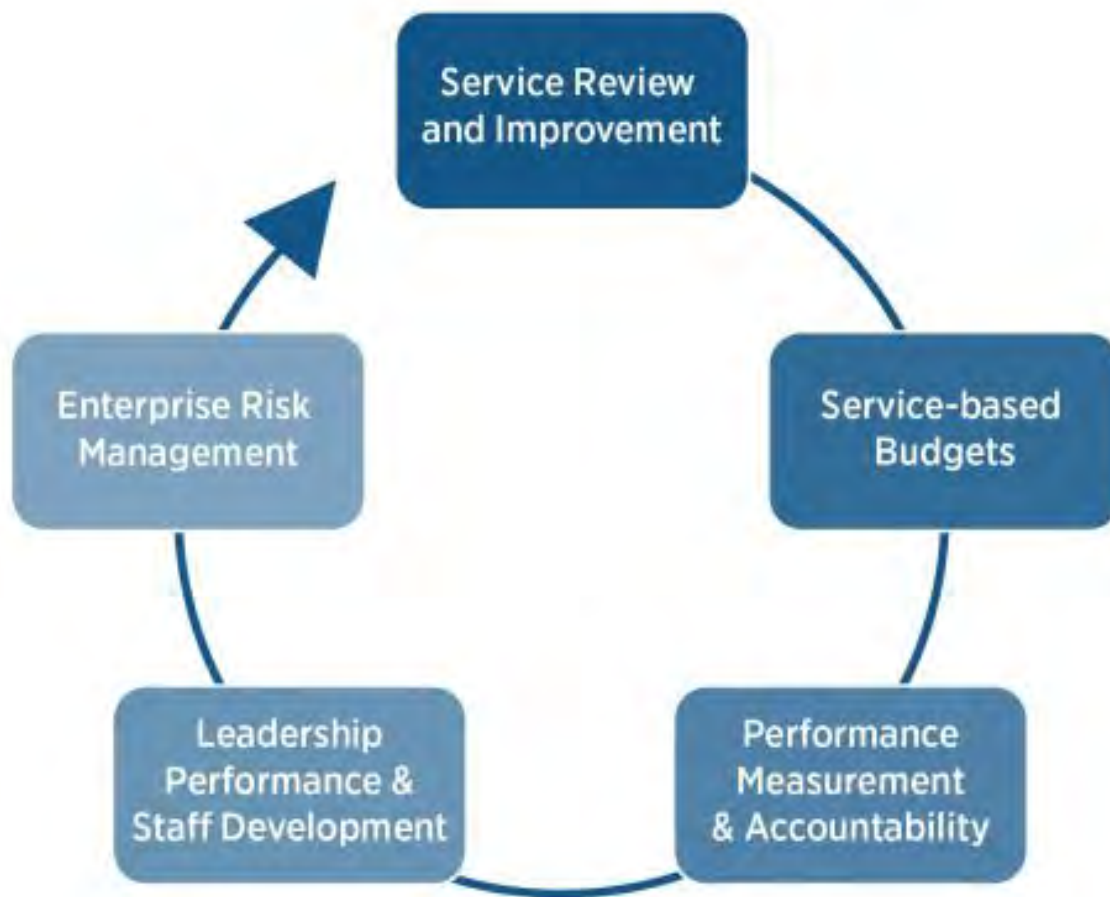 Service Review
and Improvement
Service-based
Budgets
Performance
Measurement
& Accountability
Leadership
Performance &
Staff Development
Enterprise Risk
Management